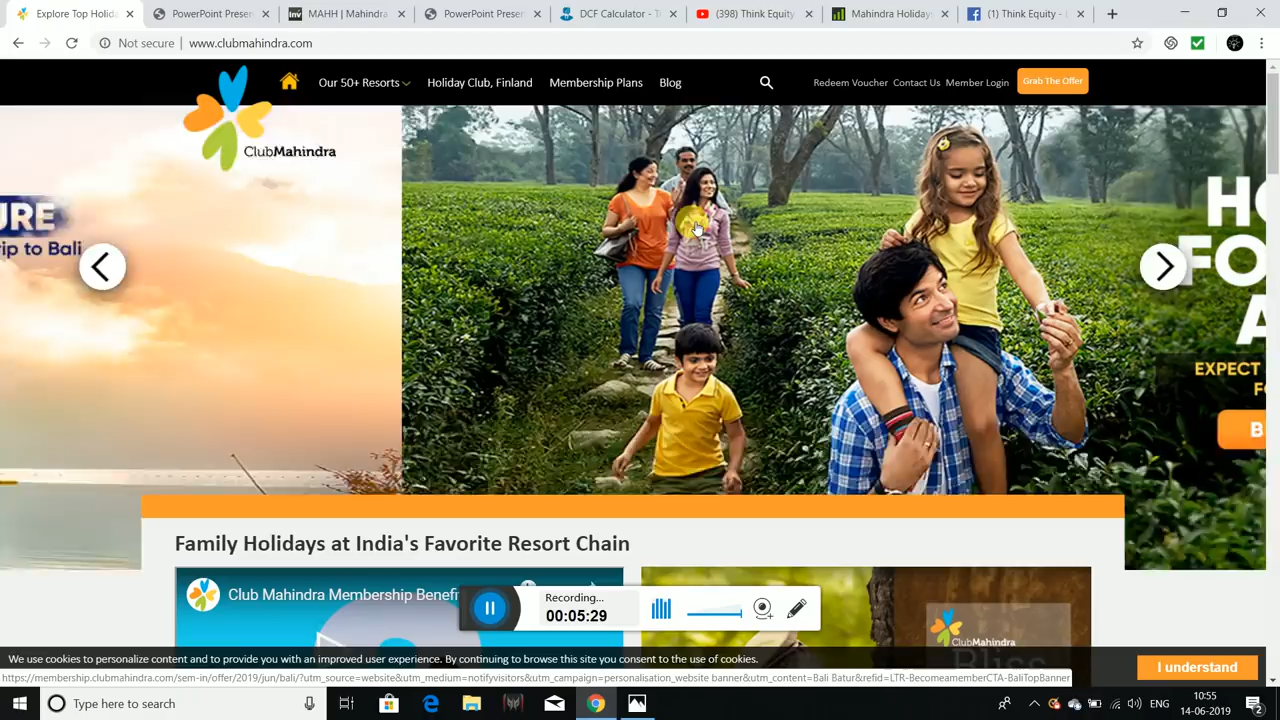 Explore Top Holida
PowerPoint Presen
MAHH | Mahindra
PowerPoint Presen
DCF Calculator - T
(398) Think Equity
Mahindra Holiday
(1) Think Equity -
Not secure | www.clubmahindra.com
Our 50+ Resorts
Holiday Club, Finland
Membership Plans
Blog
Redeem Voucher
Contact Us
Member Login
Grab The Offer
ClubMahindra
URE
rip to Bali
HO
FO
A
EXPECT
FO
B
Family Holidays at India's Favorite Resort Chain
Club Mahindra Membership Benefi
ClubMahindra
Bliss
Recording...
00:05:29
We use cookies to personalize content and to provide you with an improved user experience. By continuing to browse this site you consent to the use of cookies.
I understand
https://membership.clubmahindra.com/sem-in/offer/2019/jun/bali/?utm_source=website&utm_medium=notifyvisitors&utm_campaign=personalisation_website banner&utm_content=Bali Batur&refid=LTR-BecomeamemberCTA-BaliTopBanner
Type here to search
ENG
10:55
14-06-2019
2